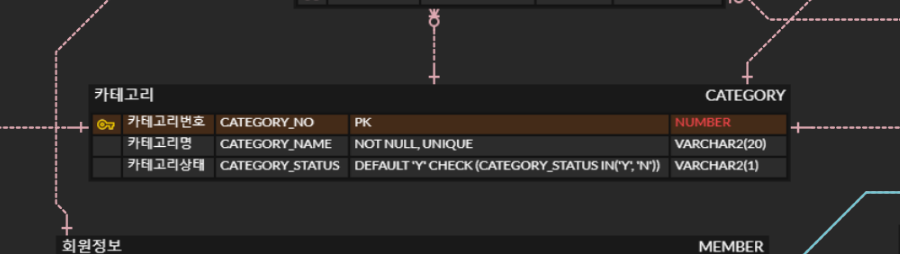 카테고리 CATEGORY
카테고리번호 CATEGORY_NO PK NUMBER
카테고리명 CATEGORY_NAME NOT NULL, UNIQUE VARCHAR2(20)
카테고리상태 CATEGORY_STATUS DEFAULT 'Y' CHECK (CATEGORY_STATUS IN('Y', 'N')) VARCHAR2(1)
회원정보 MEMBER